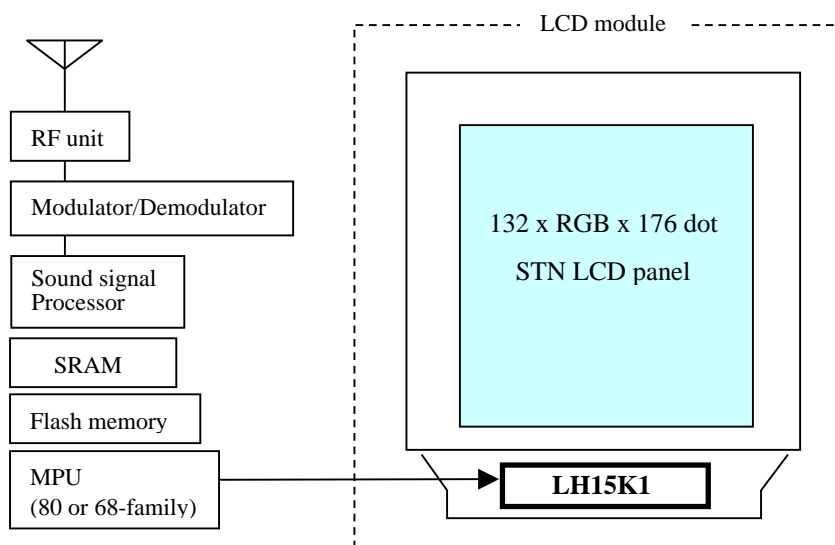 LCD module
RF unit
Modulator/Demodulator
Sound signal
Processor
SRAM
Flash memory
MPU
(80 or 68-family)
132 x RGB x 176 dot
STN LCD panel
LH15K1